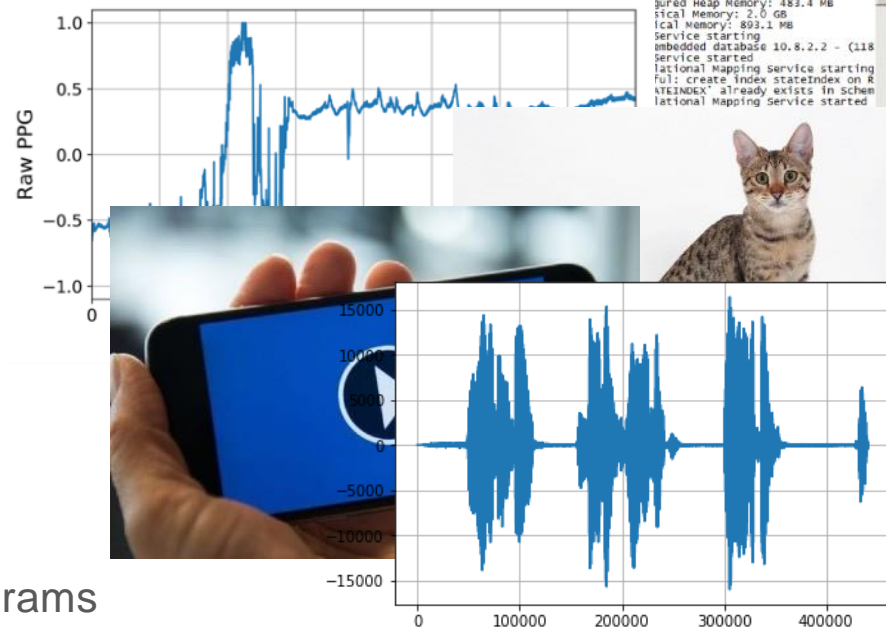 gured Heap Memory: 483.4 MB
sical Memory: 2.0 GB
ical Memory: 893.1 MB
Service starting
embedded database 10.8.2.2 - (118
Service started
lational Mapping Service starting
ful: create index stateIndex on R
ATEINDEX' already exists in Schem
lational Mapping Service started
1.0
0.5
0.0
−0.5
−1.0
Raw PPG
0
15000
10000
5000
0
−5000
−10000
−15000
0 100000 200000 300000 400000
rams